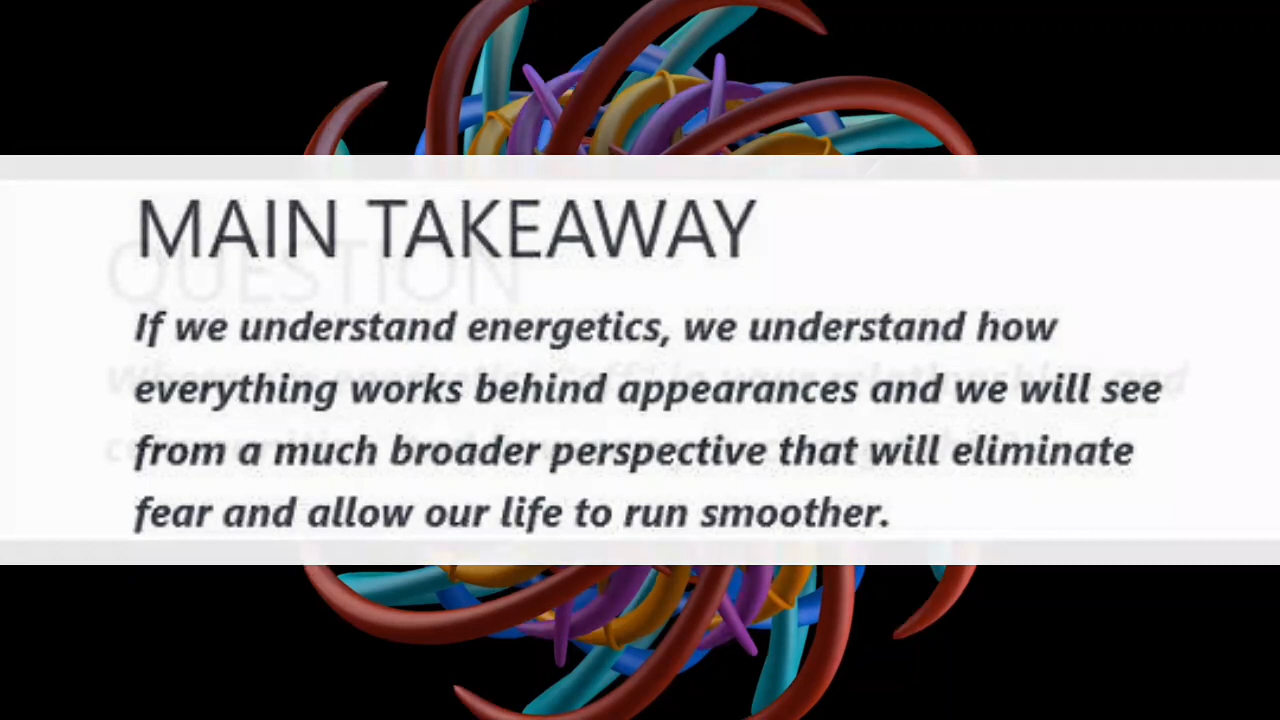 MAIN TAKEAWAY
QUESTION
If we understand energetics, we understand how
everything works behind appearances and we will see
from a much broader perspective that will eliminate
fear and allow our life to run smoother.